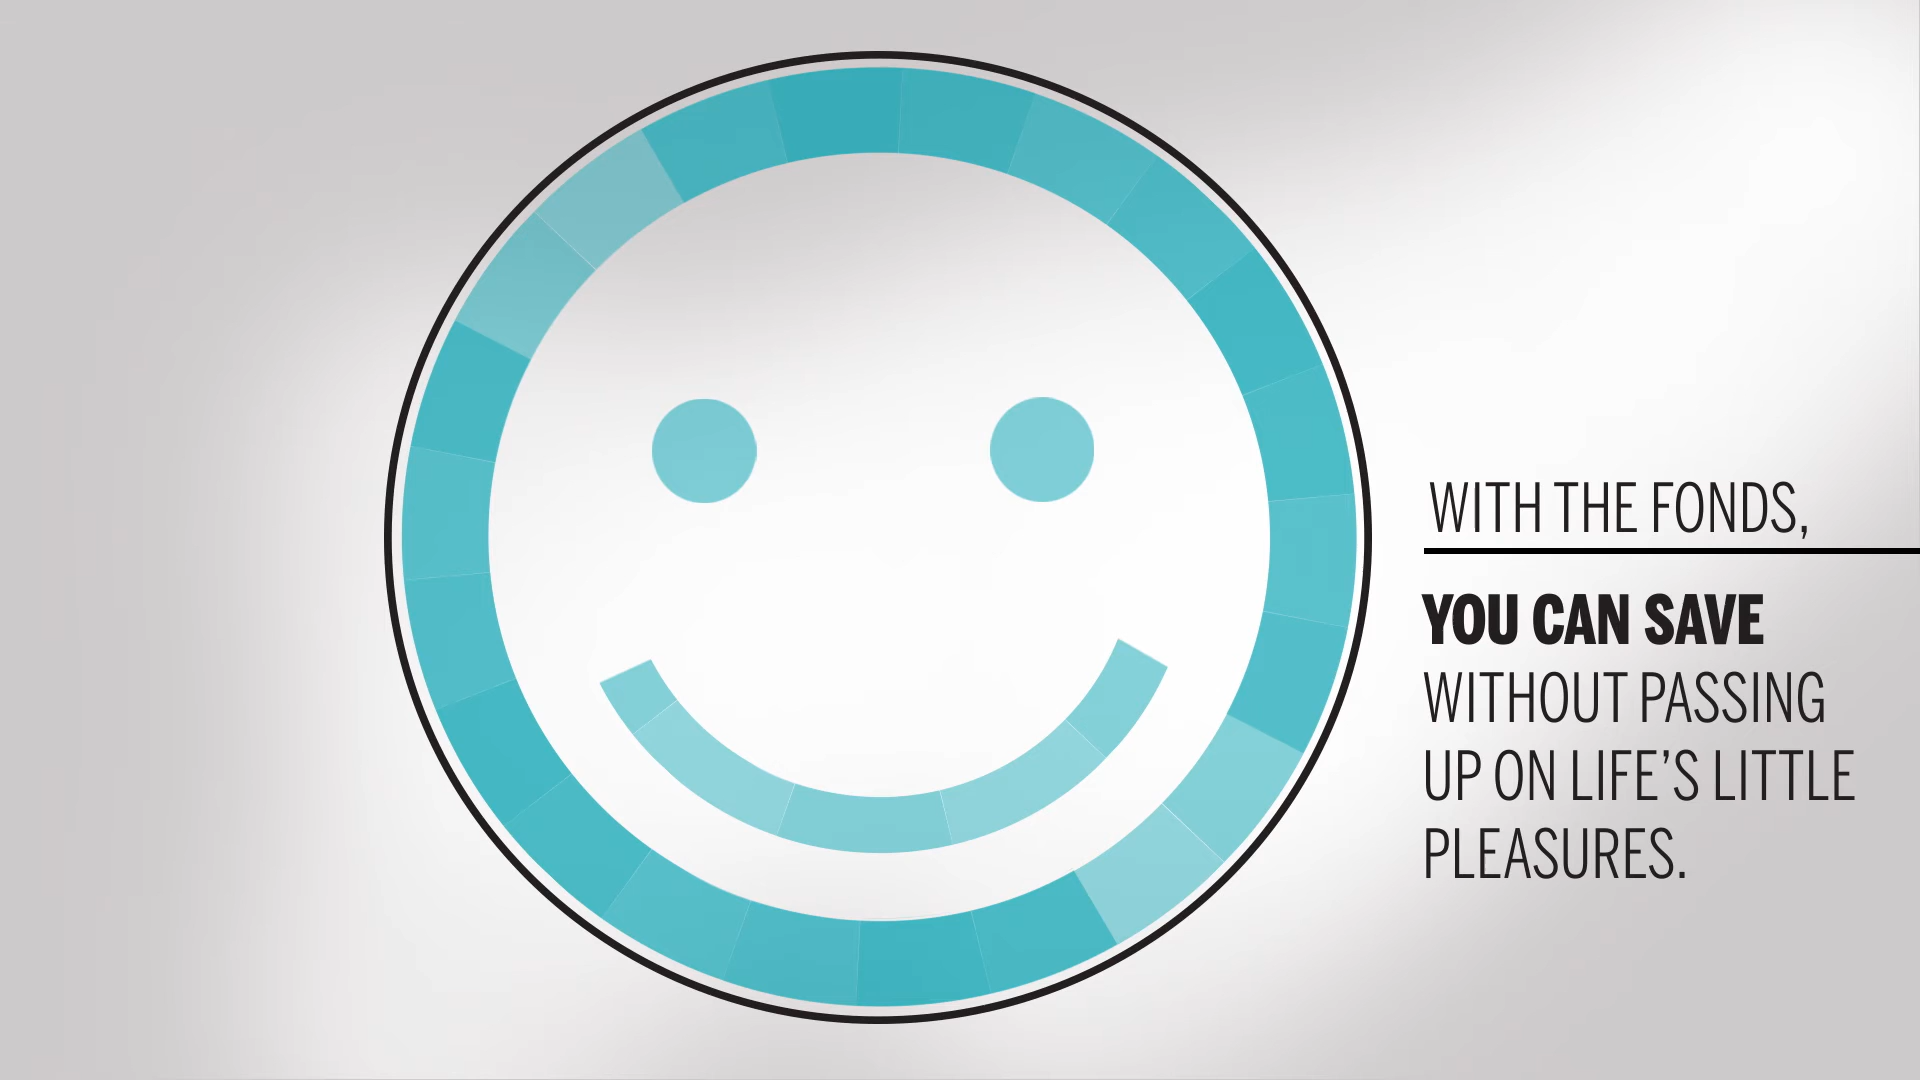 WITH THE FONDS,
YOU CAN SAVE
WITHOUT PASSING
UP ON LIFE’S LITTLE
PLEASURES.